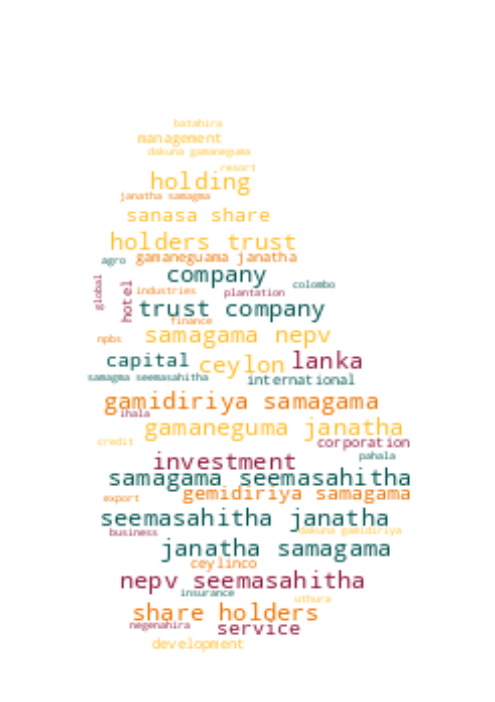 batahira
management
dakuna gamaneguma
resort
holding
janatha samagma
sanasa share
holders trust
agro gamaneguama janatha
company
global hotel industries plantation colombo
trust company
finance
samagama nepv
npbs
capital ceylon lanka
samagma seemasahitha international
gamidiriya samagama
ihala
gamaneguma janatha
credit corporation
investment pahala
samagama seemasahitha
export gemidiriya samagama
seemasahitha janatha
business dakuna gamidiriya
janatha samagama
ceylinco
nepv seemasahitha
insurance uthura
share holders
negenahira service
development